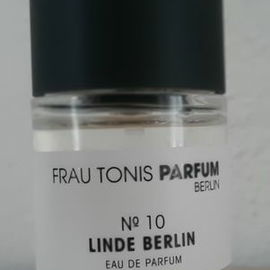 FRAU TONIS PARFUM
BERLIN
Nº 10
LINDE BERLIN
EAU DE PARFUM